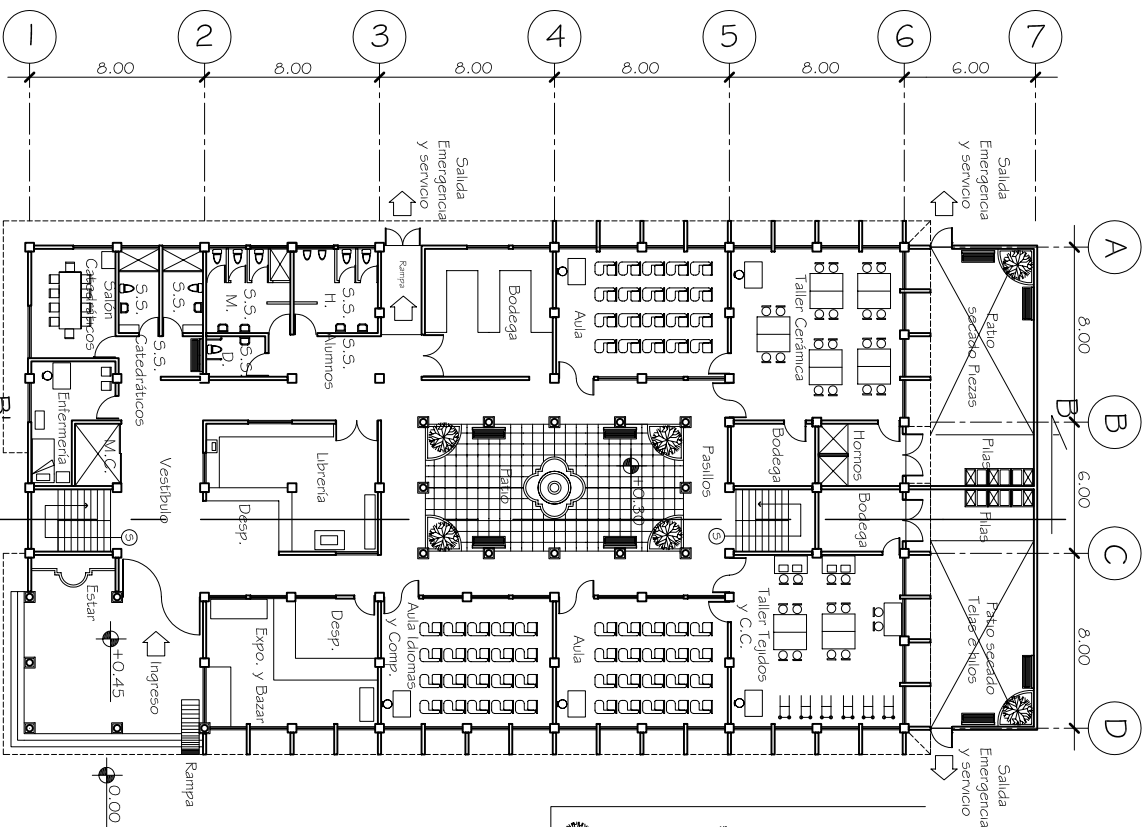 1
2
3
4
5
6
7
8.00
8.00
8.00
8.00
8.00
6.00
Salida
Emergencia
y servicio
Salida
Emergencia
y servicio
A
8.00
B
6.00
C
8.00
D
Salón
Catedráticos
S.S.
S.S.
S.S.
Catedráticos
S.S.
M.
S.S.
H.
S.S.
D.
S.S.
Alumnos
Rampa
Bodega
Aula
Taller Cerámica
Patio
secado Piezas
B'
B'
Enfermería
M.C.
Vestíbulo
Librería
Desp.
Patio
+0.30
Pasillos
Bodega
Hornos
Bodega
Pilas
Pilas
S
S
Estar
+0.45
Ingreso
Desp.
Expo. y Bazar
Aula Idiomas
y Comp.
Aula
Taller Tejidos
y C.C.
Patio secado
Telas e hilos
Rampa
0.00
Salida
Emergencia
y servicio